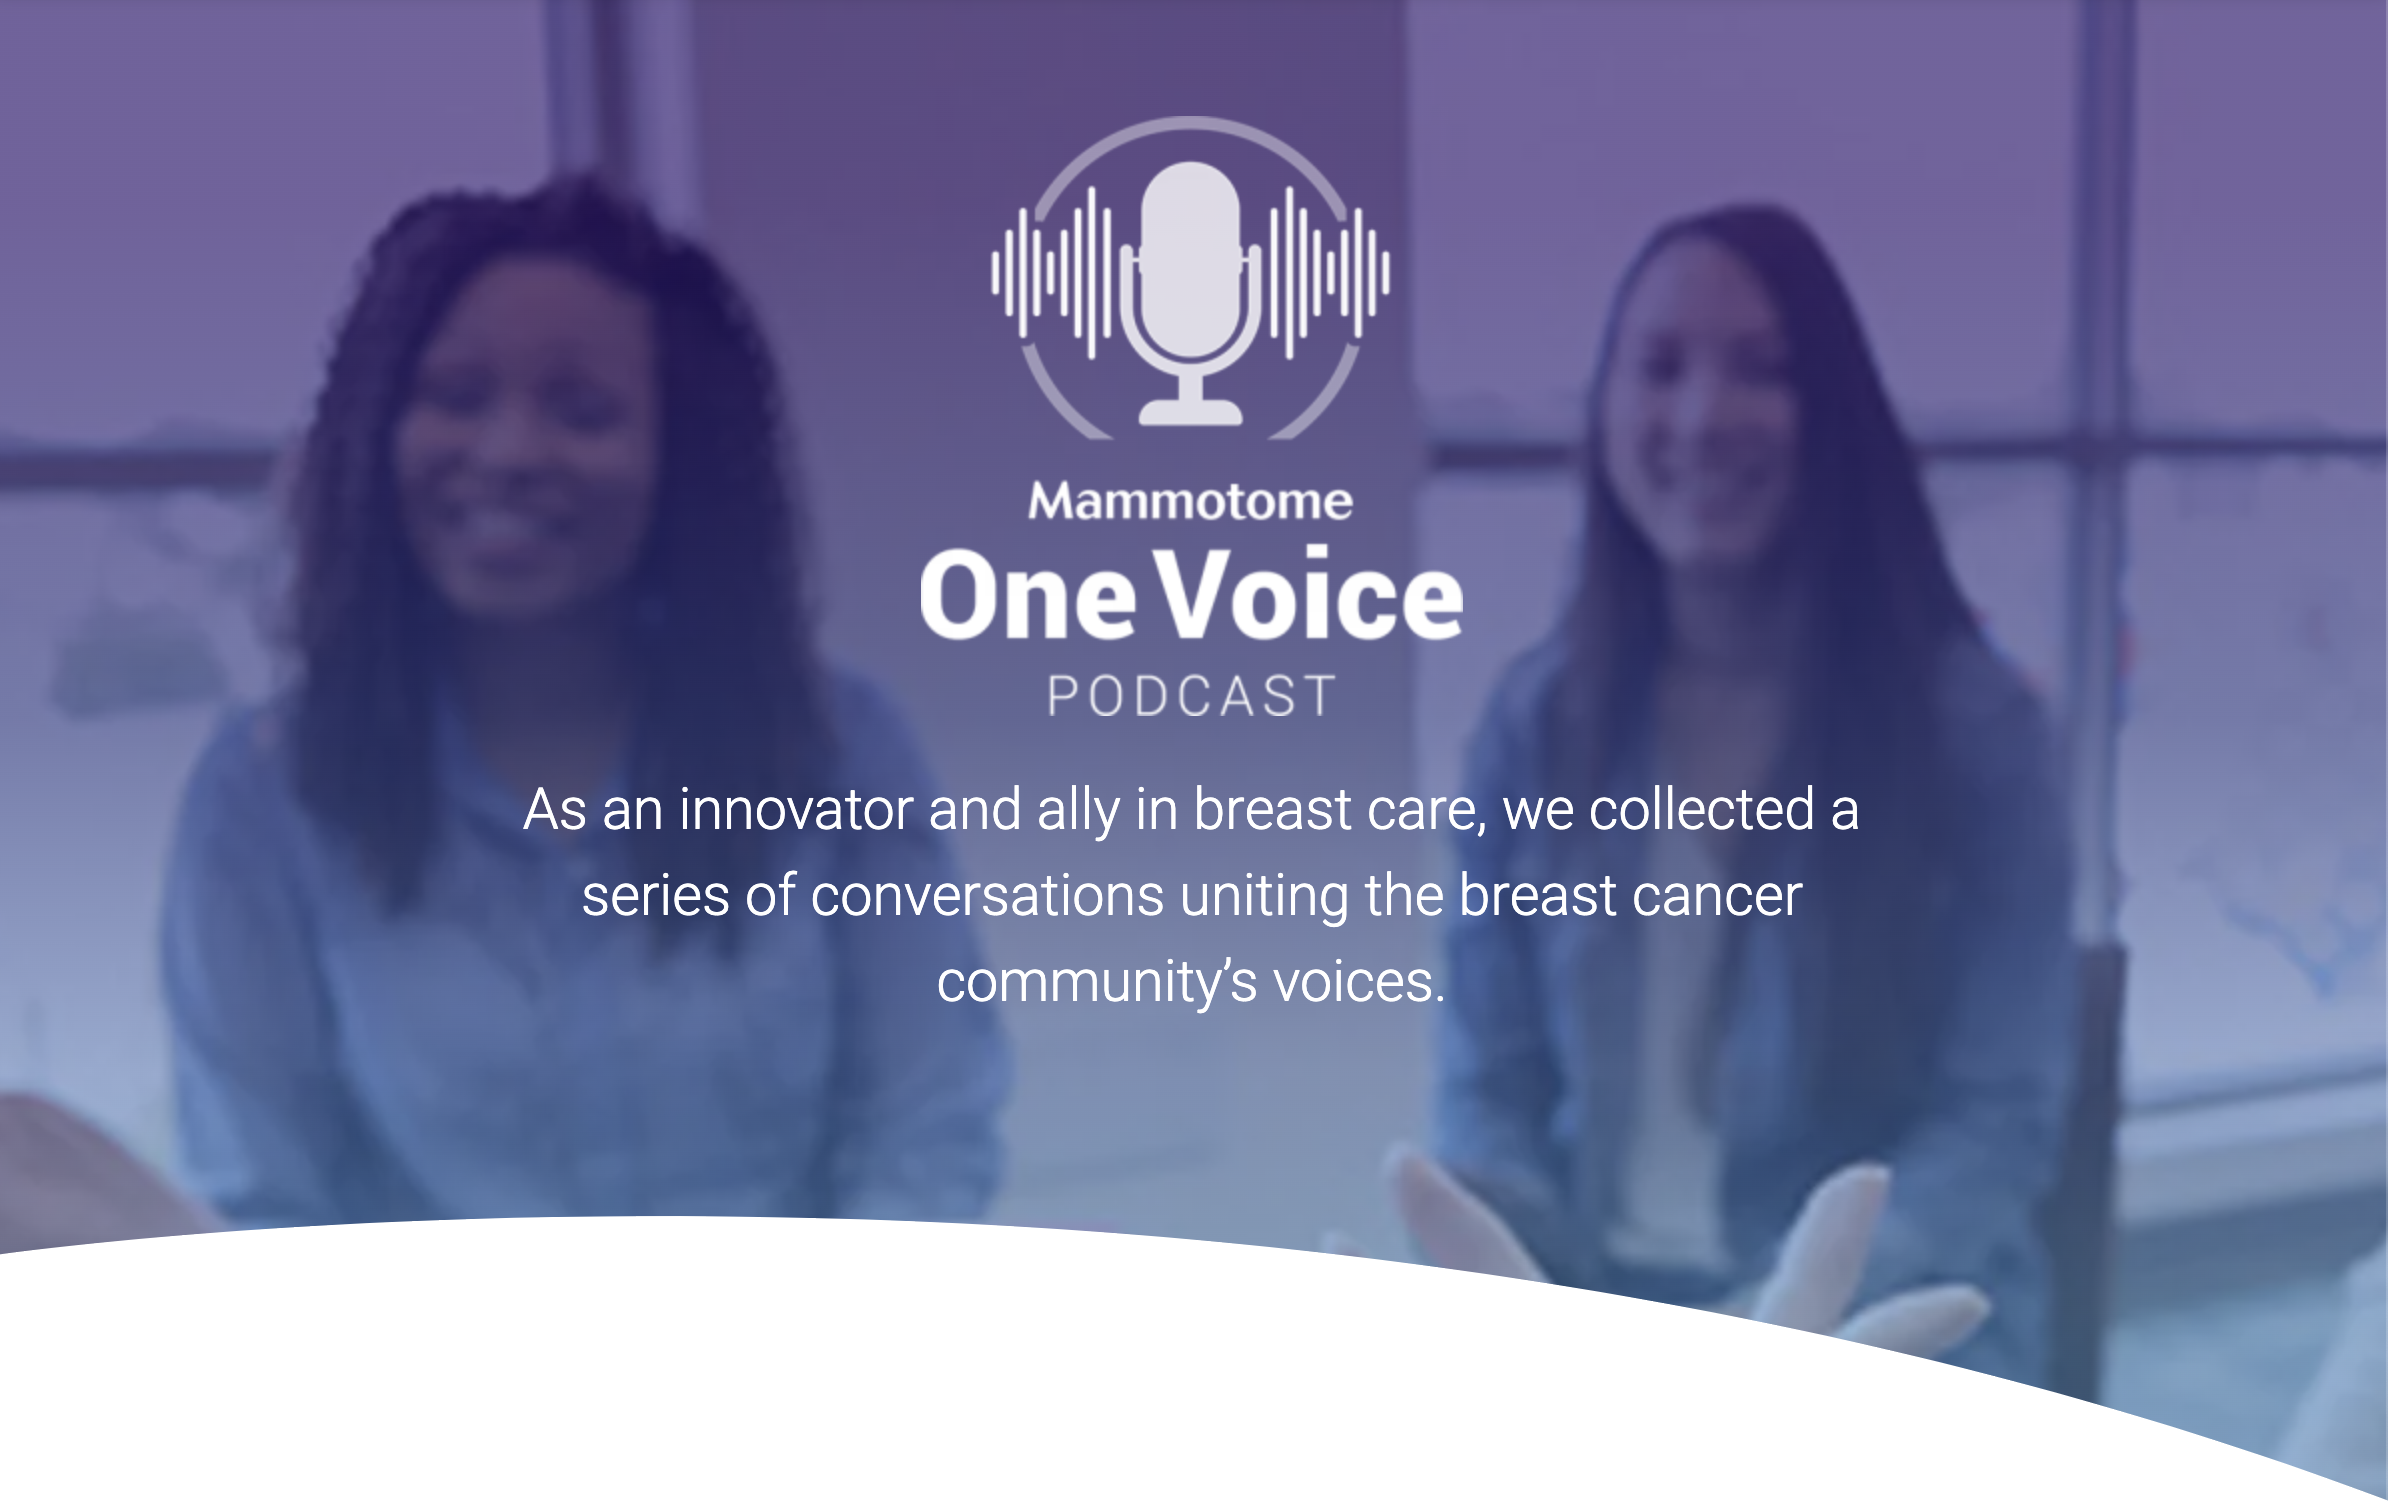 Mammotome
One Voice
PODCAST
As an innovator and ally in breast care, we collected a
series of conversations uniting the breast cancer
community’s voices.